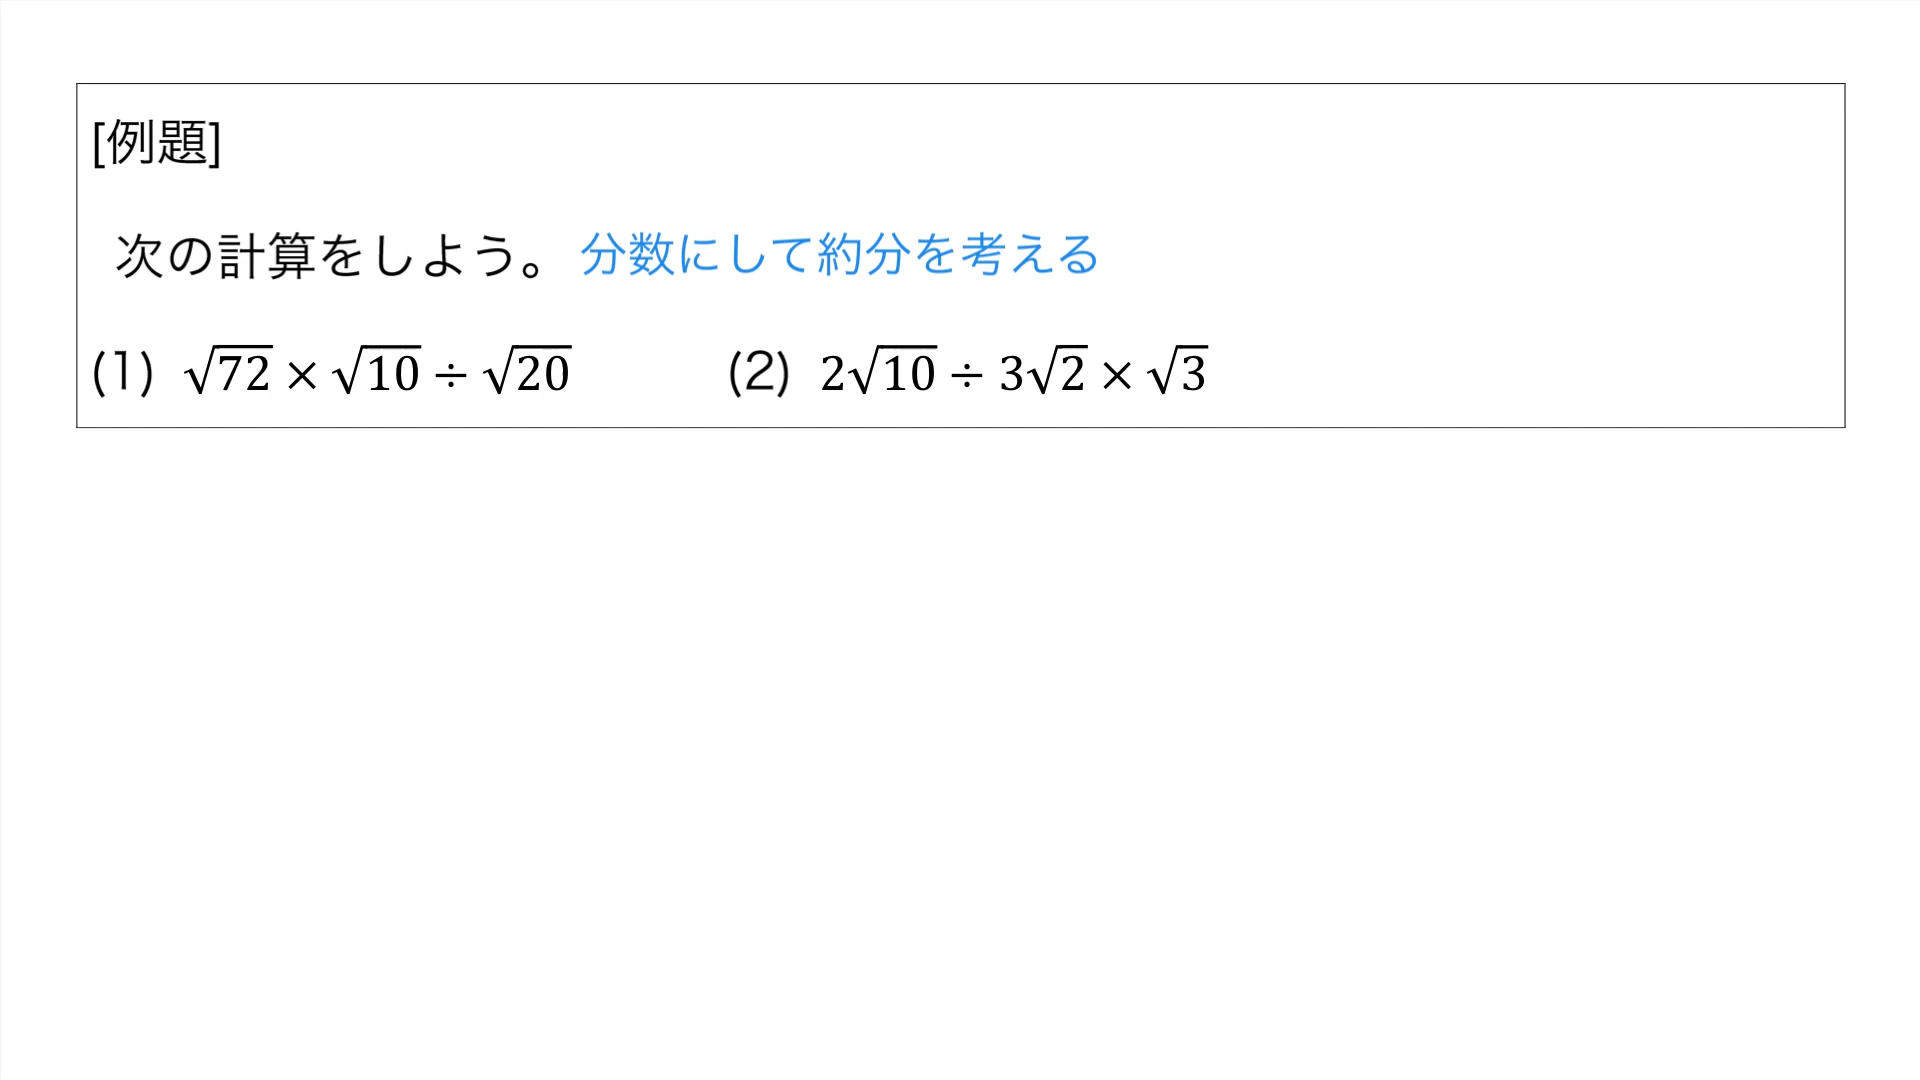 [例題]
次の計算をしよう。 分数にして約分を考える
(1) √72 × √10 ÷ √20 (2) 2√10 ÷ 3√2 × √3